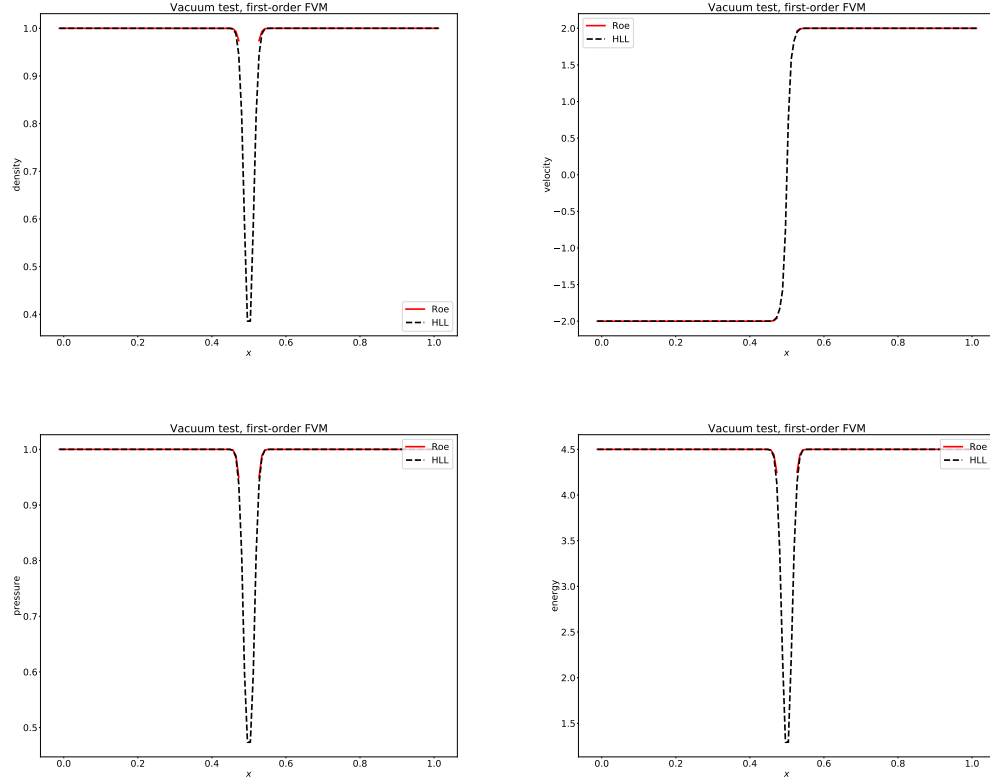 Vacuum test, first-order FVM
1.0
0.9
0.8
0.7
0.6
0.5
0.4
density
Roe
HLL
0.0 0.2 0.4 0.6 0.8 1.0
x
Vacuum test, first-order FVM
Roe
HLL
2.0
1.5
1.0
0.5
0.0
−0.5
−1.0
−1.5
−2.0
velocity
0.0 0.2 0.4 0.6 0.8 1.0
x
Vacuum test, first-order FVM
Roe
HLL
1.0
0.9
0.8
0.7
0.6
0.5
pressure
0.0 0.2 0.4 0.6 0.8 1.0
x
Vacuum test, first-order FVM
Roe
HLL
4.5
4.0
3.5
3.0
2.5
2.0
1.5
energy
0.0 0.2 0.4 0.6 0.8 1.0
x